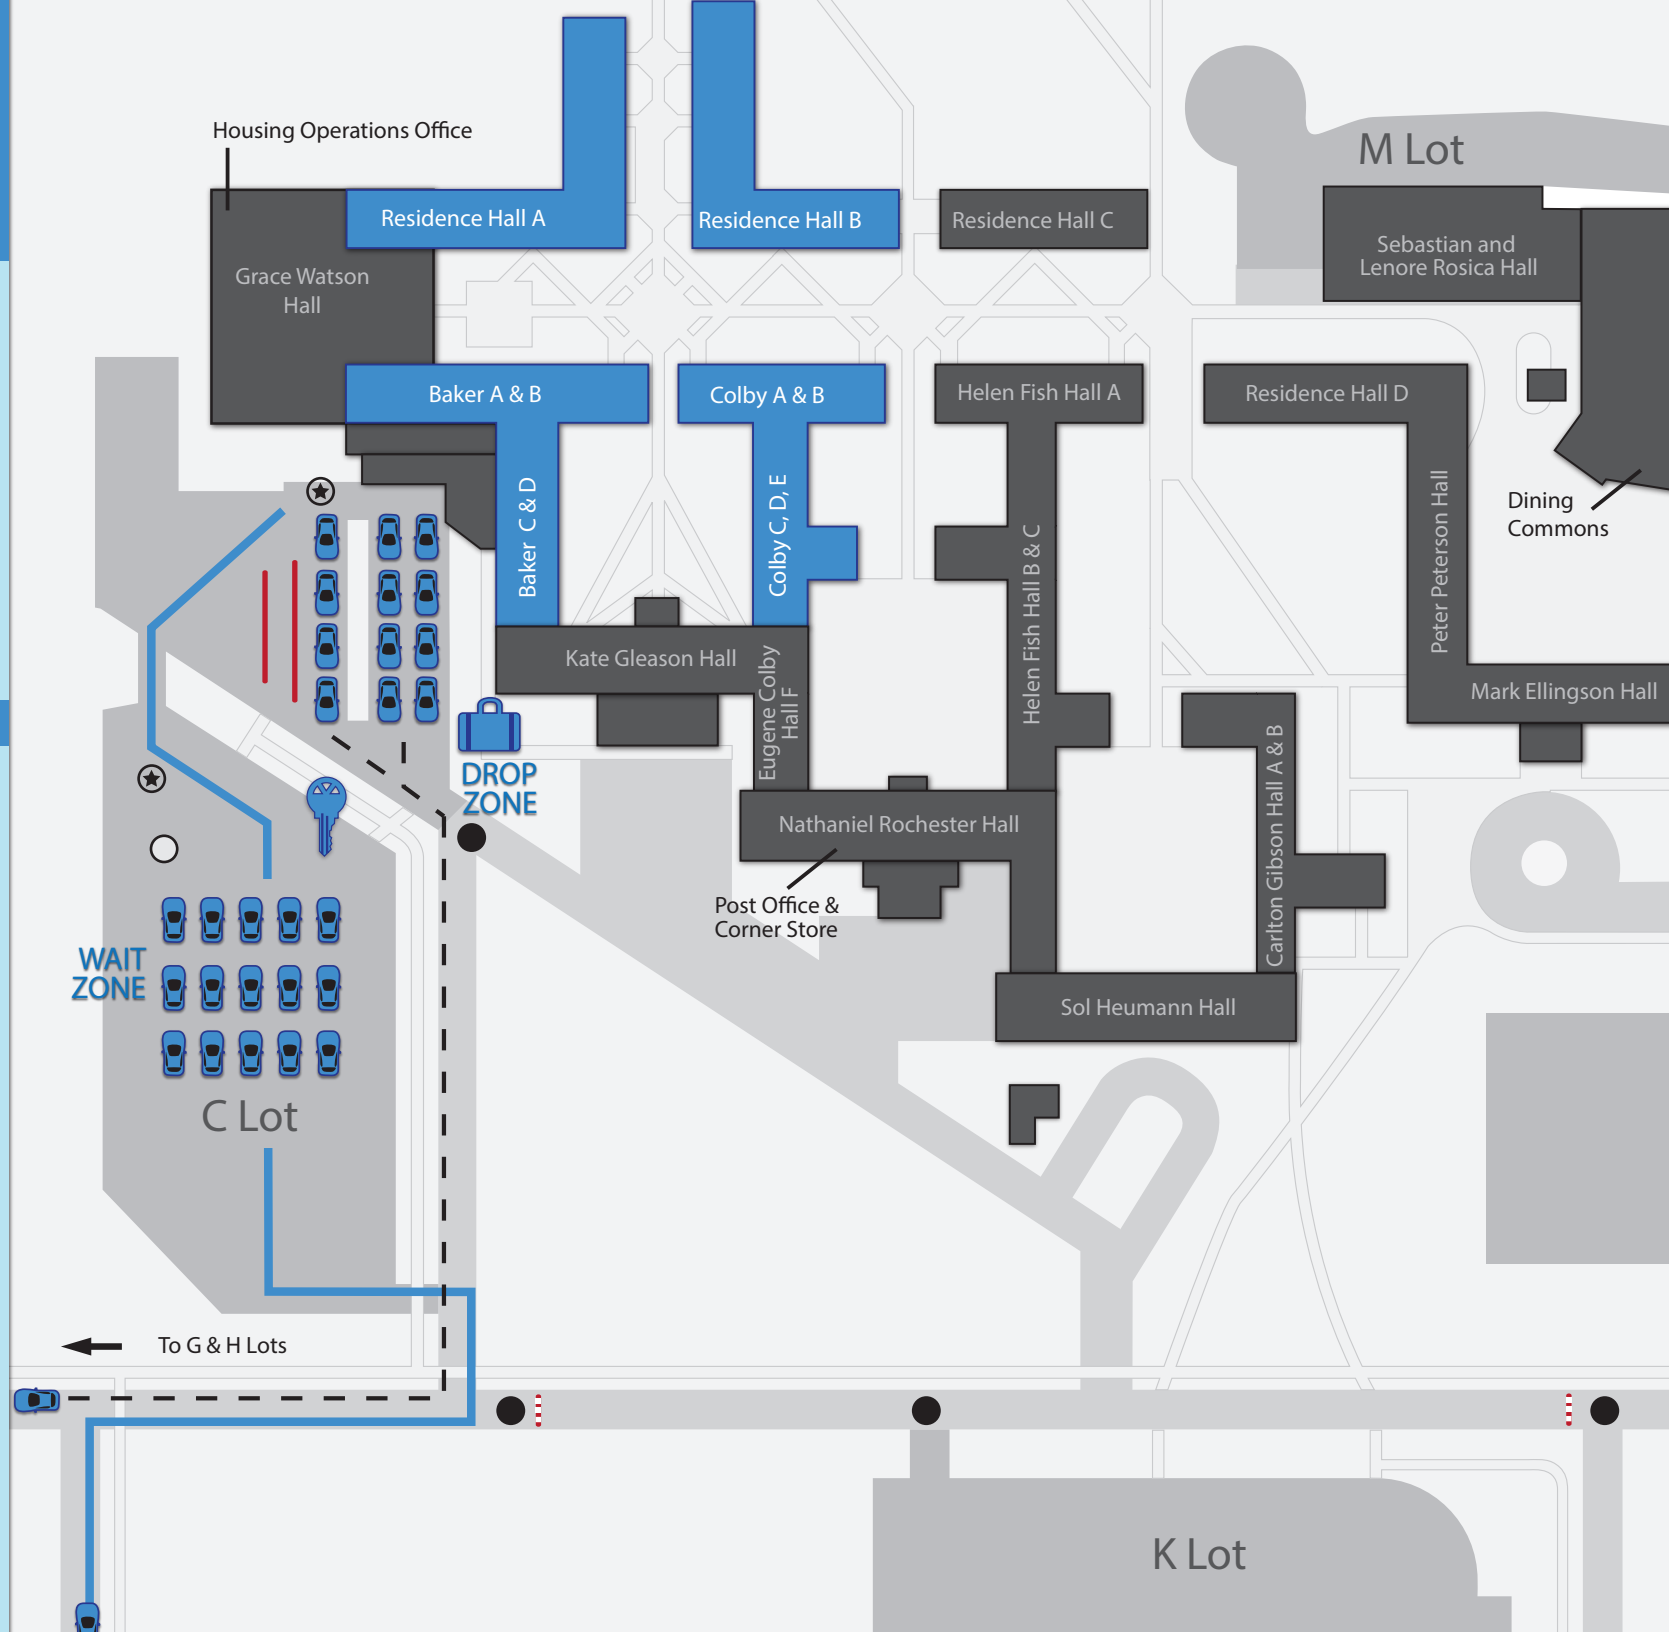 Housing Operations Office
M Lot
Residence Hall A
Residence Hall B
Residence Hall C
Sebastian and
Lenore Rosica Hall
Grace Watson
Hall
Baker A & B
Colby A & B
Helen Fish Hall A
Residence Hall D
Baker C & D
Colby C, D, E
Helen Fish Hall B & C
Peter Peterson Hall
Dining
Commons
Kate Gleason Hall
Eugene Colby
Hall F
Mark Ellingson Hall
DROP
ZONE
Nathaniel Rochester Hall
Carlton Gibson Hall A & B
Post Office &
Corner Store
WAIT
ZONE
Sol Heumann Hall
C Lot
To G & H Lots
K Lot